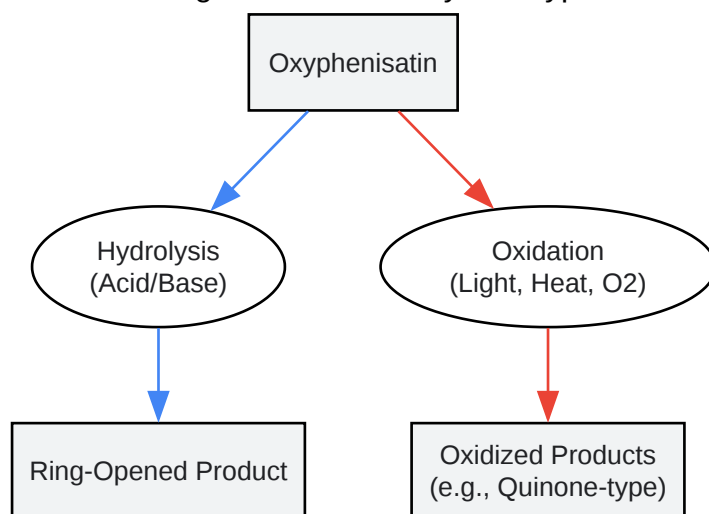 Oxyphenisatin
Hydrolysis
(Acid/Base)
Oxidation
(Light, Heat, O2)
Ring-Opened Product
Oxidized Products
(e.g., Quinone-type)